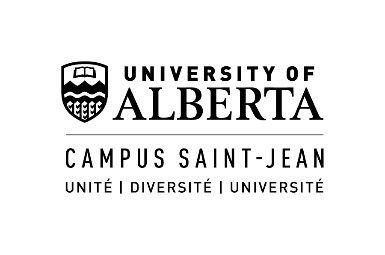 UNIVERSITY OF
ALBERTA
CAMPUS SAINT-JEAN
UNITÉ | DIVERSITÉ | UNIVERSITÉ